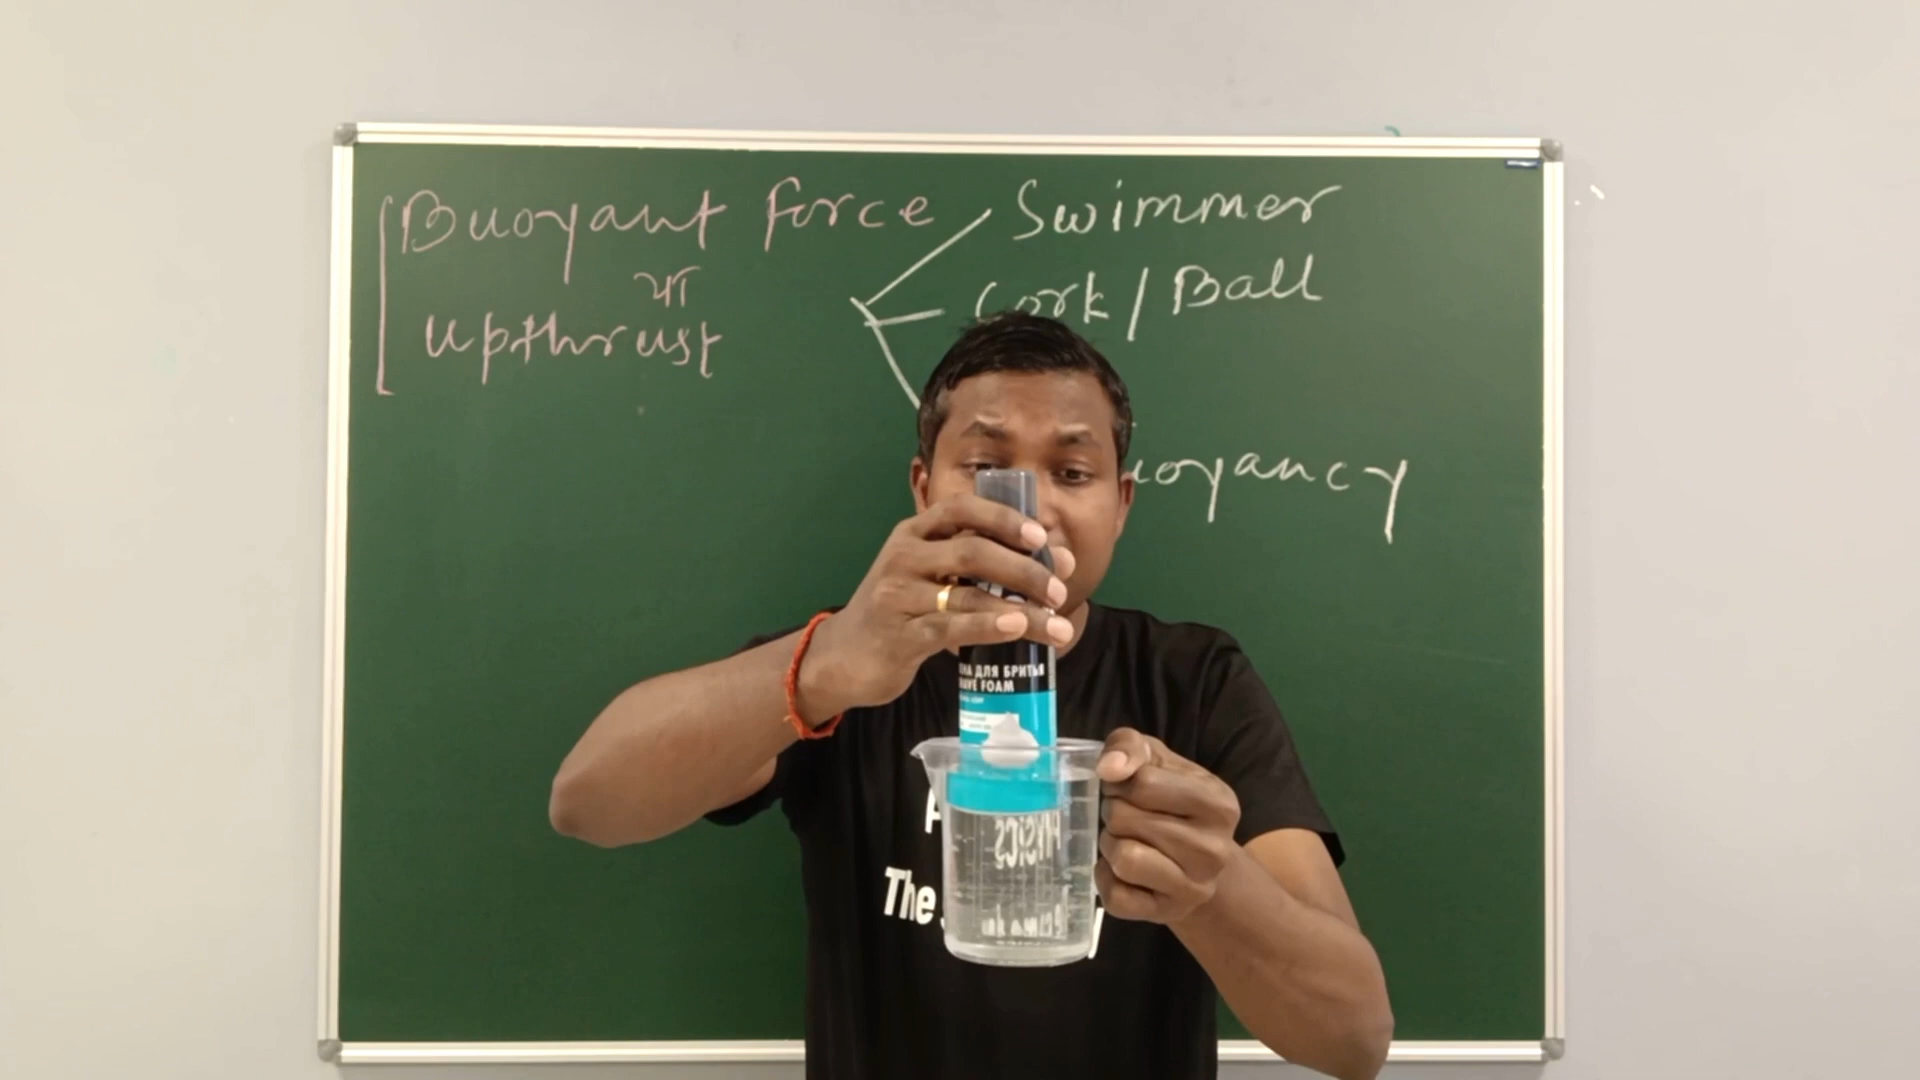 Buoyant Force
या
upthrust
Swimmer
Cork / Ball
uoyancy
ДЛЯ БРИТЬЯ
FOAM
The